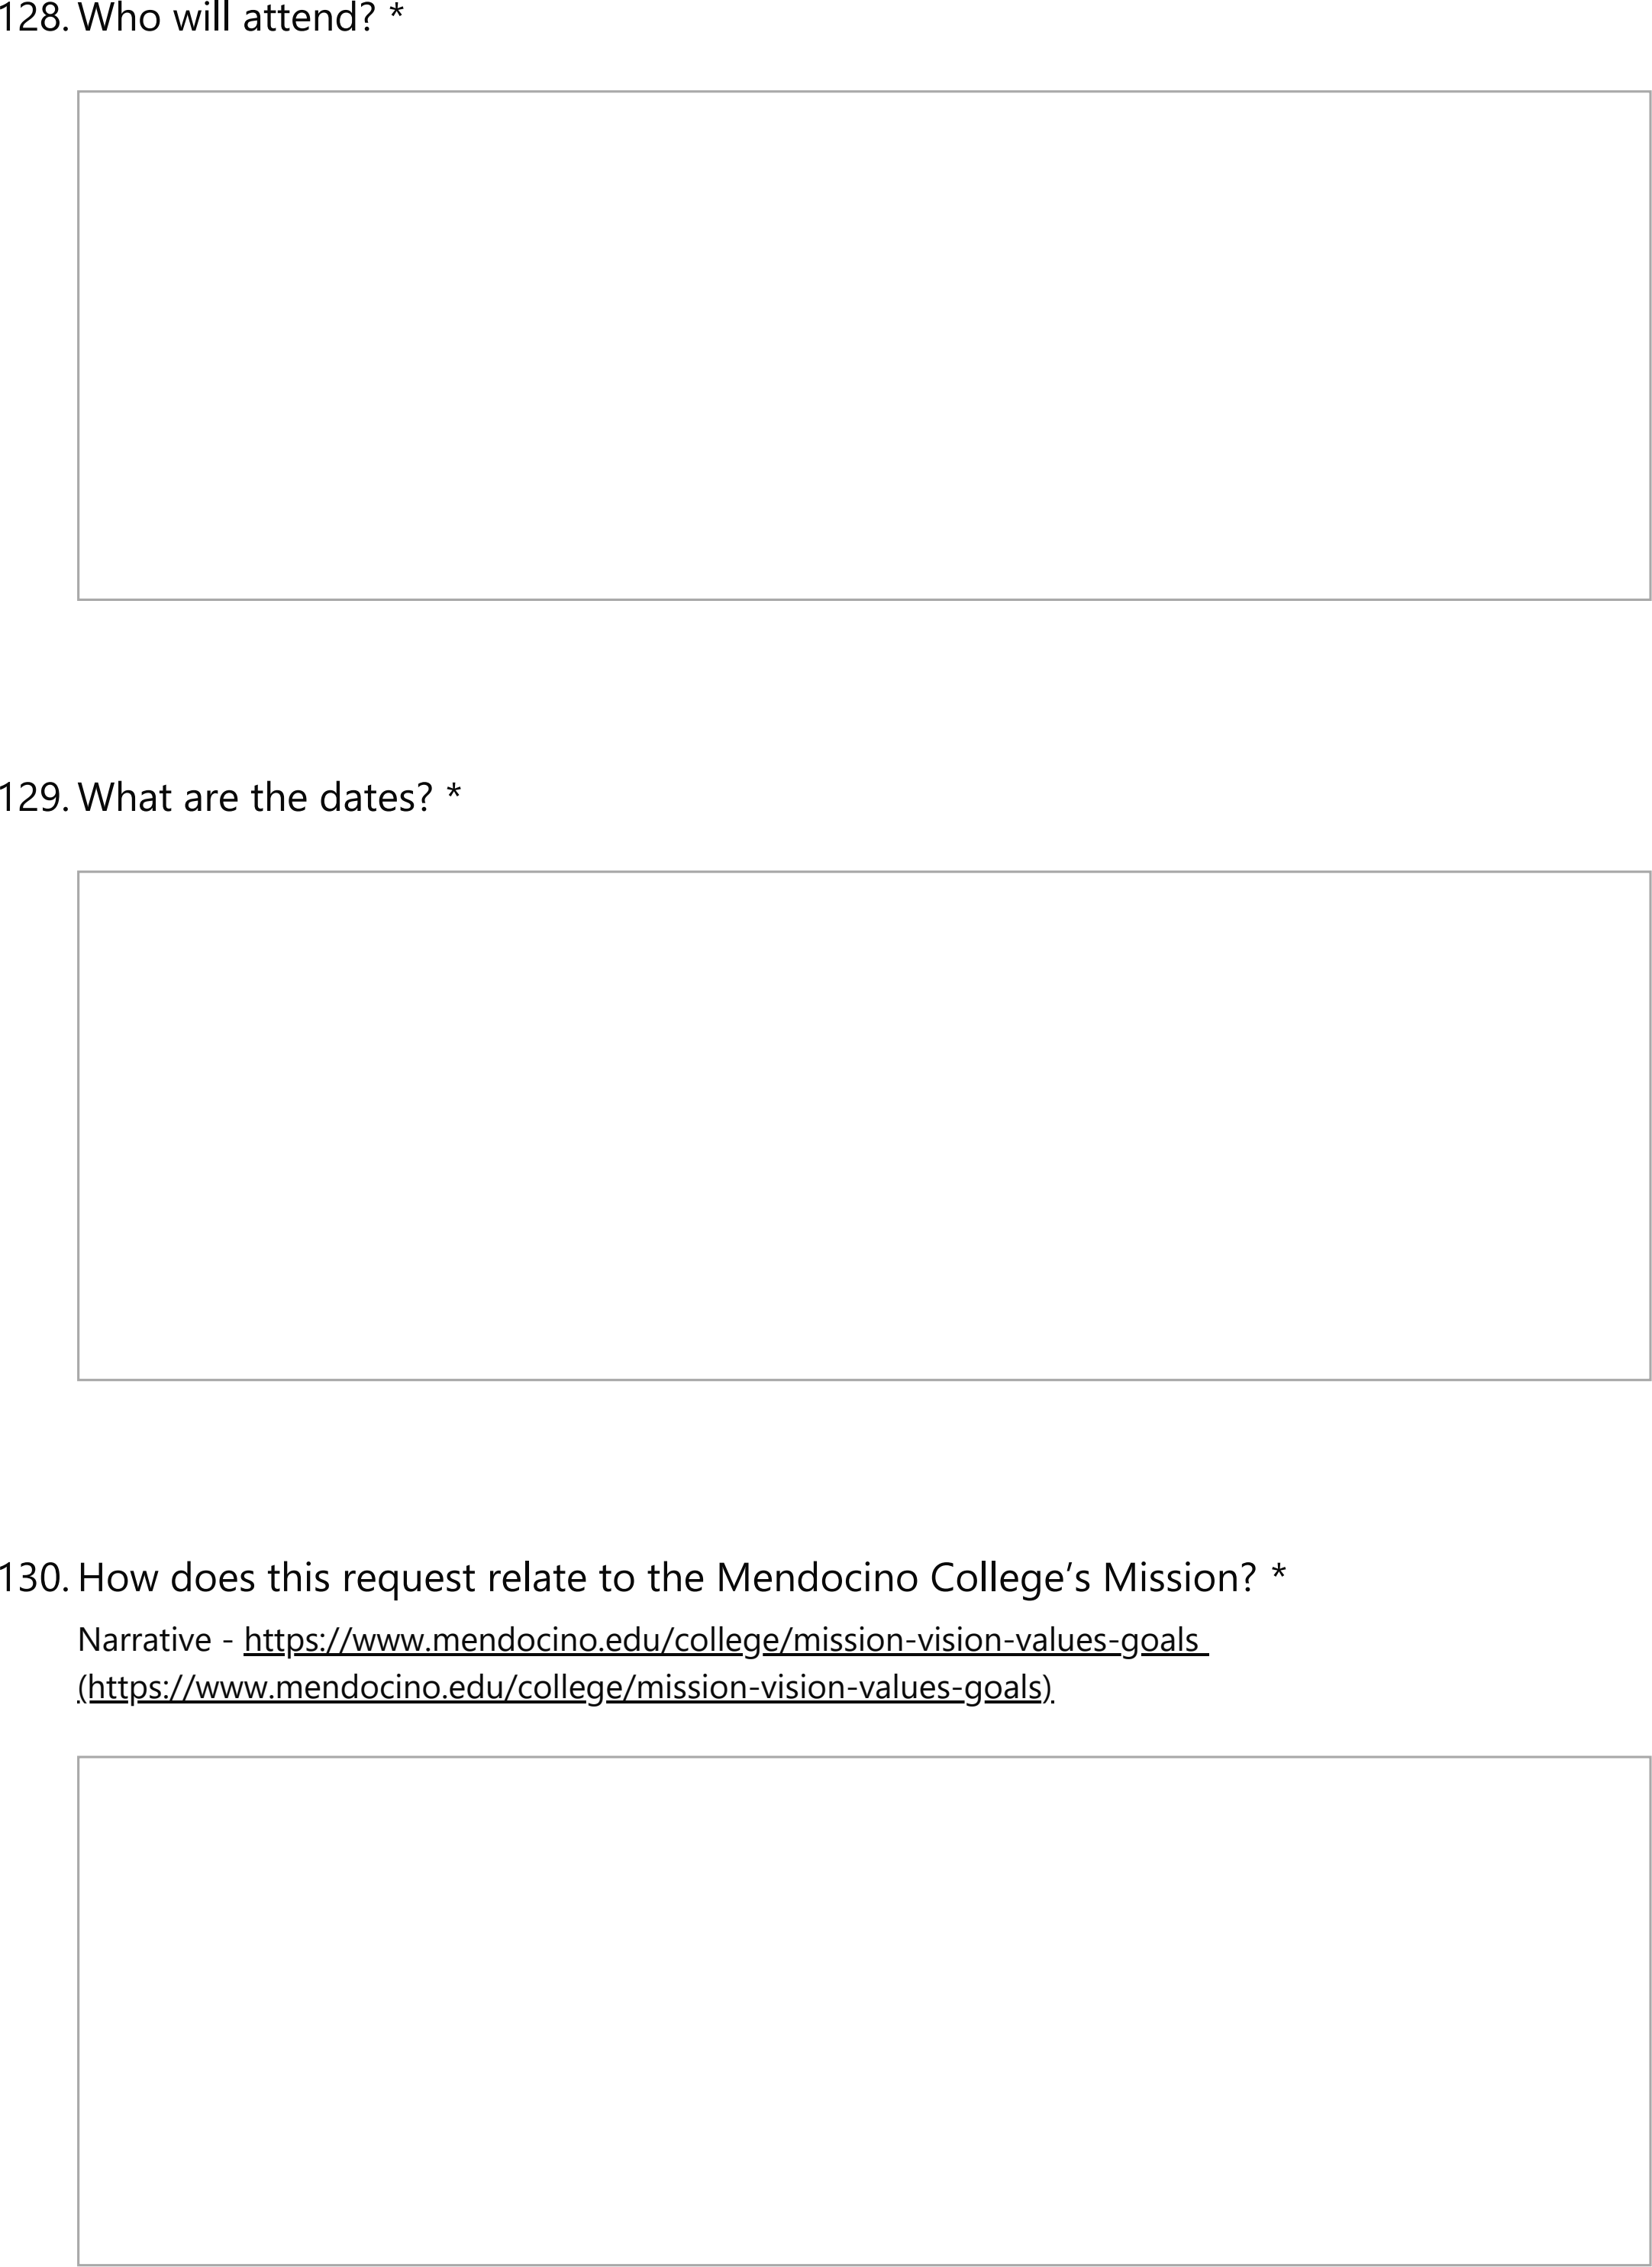 128. Who will attend? *
129. What are the dates? *
130. How does this request relate to the Mendocino College’s Mission? *
Narrative - https://www.mendocino.edu/college/mission-vision-values-goals
(https://www.mendocino.edu/college/mission-vision-values-goals)